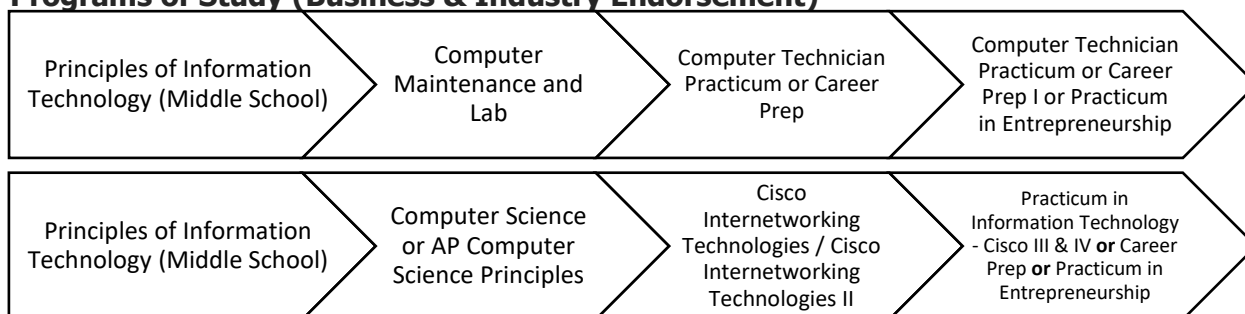 Programs of Study (Business & Industry Endorsement)
Principles of Information
Technology (Middle School)
Computer
Maintenance and
Lab
Computer Technician
Practicum or Career
Prep
Computer Technician
Practicum or Career
Prep I or Practicum
in Entrepreneurship
Principles of Information
Technology (Middle School)
Computer Science
or AP Computer
Science Principles
Cisco
Internetworking
Technologies / Cisco
Internetworking
Technologies II
Practicum in
Information Technology
- Cisco III & IV or Career
Prep or Practicum in
Entrepreneurship